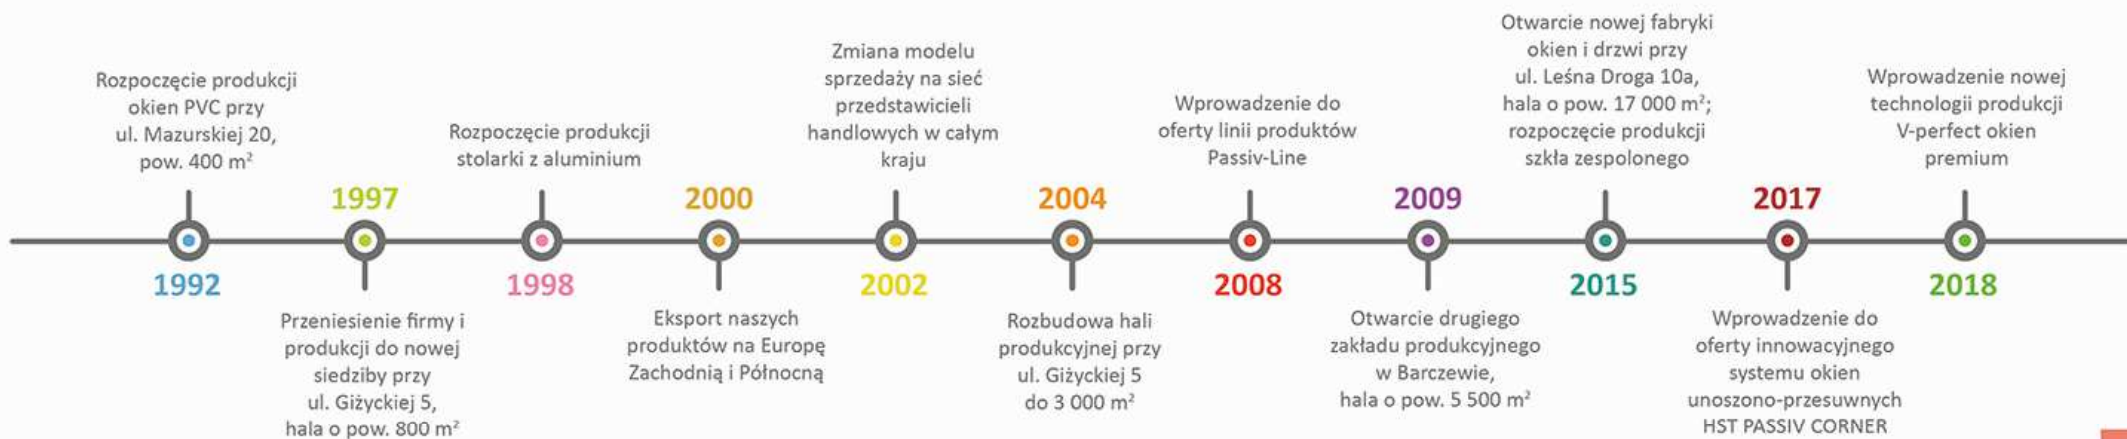 Rozpoczęcie produkcji
okien PVC przy
ul. Mazurskiej 20,
pow. 400 m²
1992
1997
Przeniesienie firmy i
produkcji do nowej
siedziby przy
ul. Giżyckiej 5,
hala o pow. 800 m²
Rozpoczęcie produkcji
stolarki z aluminium
1998
2000
Eksport naszych
produktów na Europę
Zachodnią i Północną
Zmiana modelu
sprzedaży na sieć
przedstawicieli
handlowych w całym
kraju
2002
2004
Rozbudowa hali
produkcyjnej przy
ul. Giżyckiej 5
do 3 000 m²
Wprowadzenie do
oferty linii produktów
Passiv-Line
2008
2009
Otwarcie drugiego
zakładu produkcyjnego
w Barczewie,
hala o pow. 5 500 m²
Otwarcie nowej fabryki
okien i drzwi przy
ul. Leśna Droga 10a,
hala o pow. 17 000 m²;
rozpoczęcie produkcji
szkła zespolonego
2015
2017
Wprowadzenie do
oferty innowacyjnego
systemu okien
unoszono-przesuwnych
HST PASSIV CORNER
Wprowadzenie nowej
technologii produkcji
V-perfect okien
premium
2018